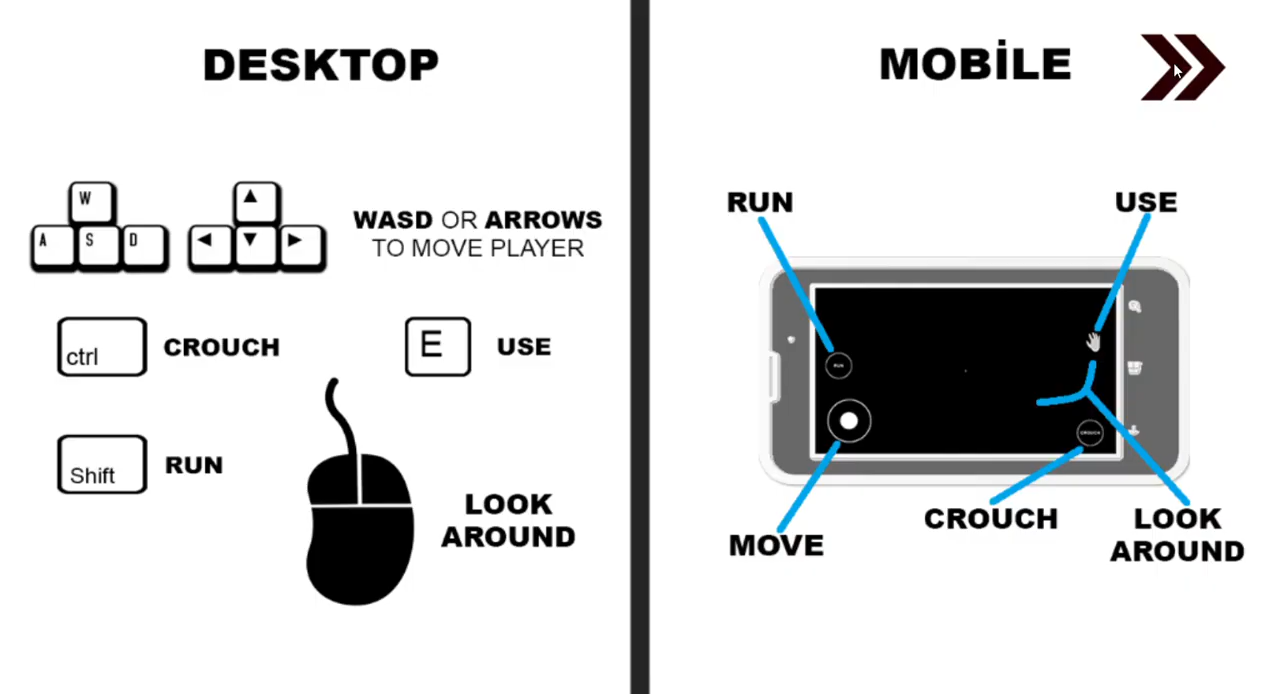 DESKTOP
W
A S D
WASD OR ARROWS
TO MOVE PLAYER
ctrl
CROUCH
E
USE
Shift
RUN
LOOK
AROUND
MOBİLE
RUN
USE
RUN
CROUCH
MOVE
CROUCH
LOOK
AROUND